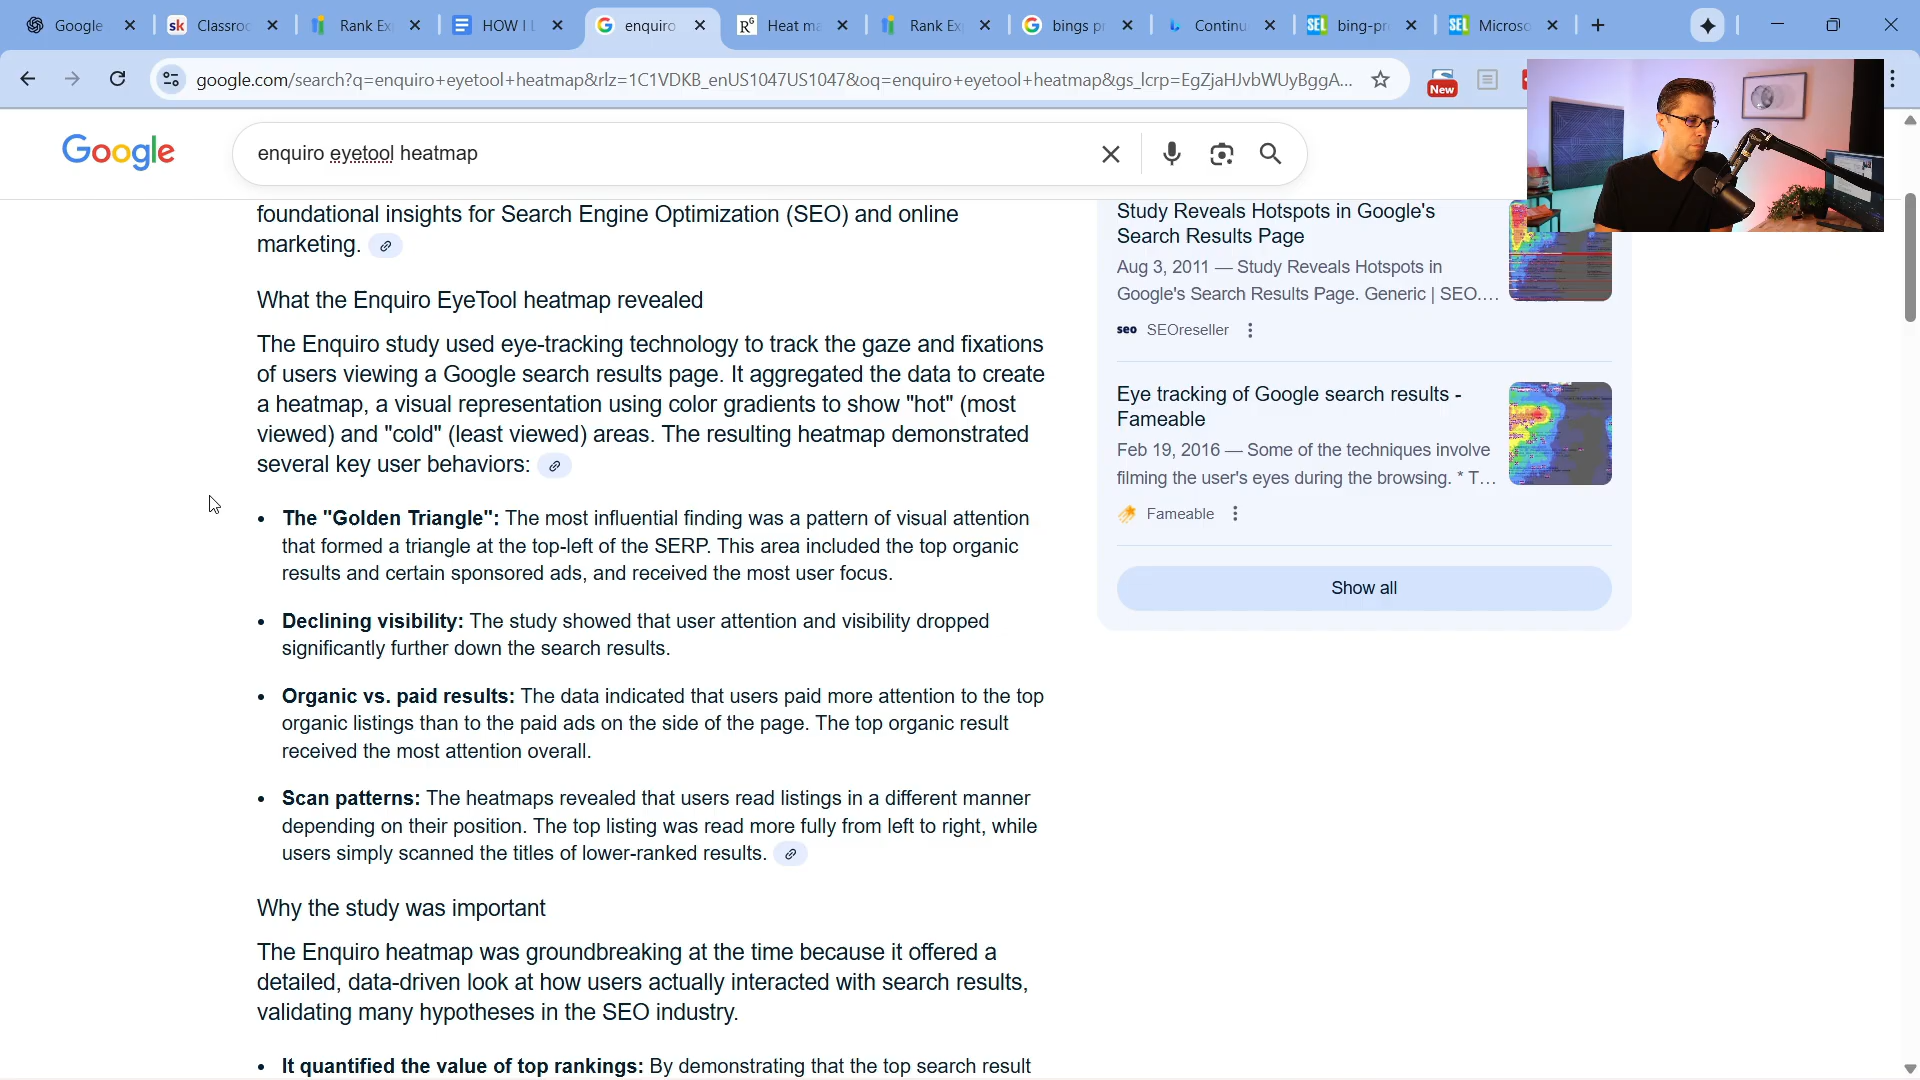 Google
Classroo
Rank Ex
HOW I L
enquiro
RG
Heat ma
Rank Ex
bings pr
Continu
SEL
bing-pro
SEL
Microso
google.com/search?q=enquiro+eyetool+heatmap&rlz=1C1VDKB_enUS1047US1047&oq=enquiro+eyetool+heatmap&gs_lcrp=EgZjaHJvbWUyBggA...
New
Google
enquiro eyetool heatmap
foundational insights for Search Engine Optimization (SEO) and online
marketing.
What the Enquiro EyeTool heatmap revealed
The Enquiro study used eye-tracking technology to track the gaze and fixations
of users viewing a Google search results page. It aggregated the data to create
a heatmap, a visual representation using color gradients to show "hot" (most
viewed) and "cold" (least viewed) areas. The resulting heatmap demonstrated
several key user behaviors:
• The "Golden Triangle": The most influential finding was a pattern of visual attention
that formed a triangle at the top-left of the SERP. This area included the top organic
results and certain sponsored ads, and received the most user focus.
• Declining visibility: The study showed that user attention and visibility dropped
significantly further down the search results.
• Organic vs. paid results: The data indicated that users paid more attention to the top
organic listings than to the paid ads on the side of the page. The top organic result
received the most attention overall.
• Scan patterns: The heatmaps revealed that users read listings in a different manner
depending on their position. The top listing was read more fully from left to right, while
users simply scanned the titles of lower-ranked results.
Why the study was important
The Enquiro heatmap was groundbreaking at the time because it offered a
detailed, data-driven look at how users actually interacted with search results,
validating many hypotheses in the SEO industry.
• It quantified the value of top rankings: By demonstrating that the top search result
Study Reveals Hotspots in Google's
Search Results Page
Aug 3, 2011 — Study Reveals Hotspots in
Google's Search Results Page. Generic | SEO....
seo SEOreseller
Eye tracking of Google search results -
Fameable
Feb 19, 2016 — Some of the techniques involve
filming the user's eyes during the browsing. * T...
Fameable
Show all